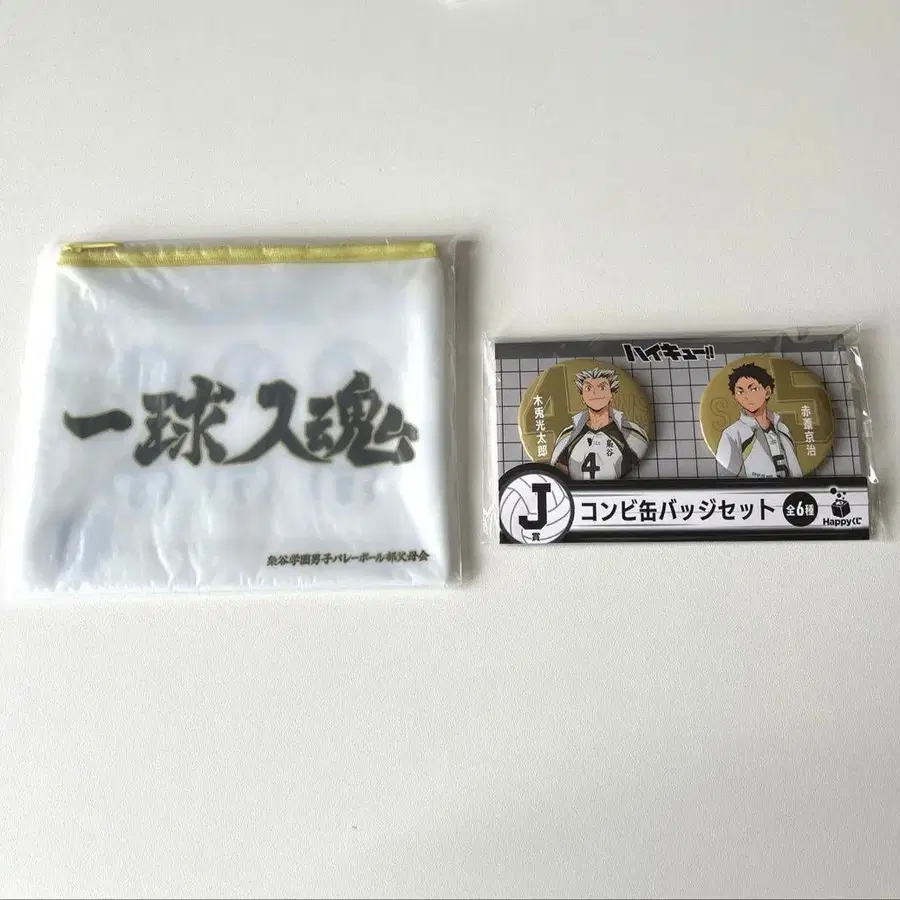 一球入魂
梟谷学園男子バレーボール部父母会
ハイキュー!!
木兎光太郎
4
梟谷
赤葦京治
5
J賞
コンビ缶バッジセット
全6種
Happyくじ